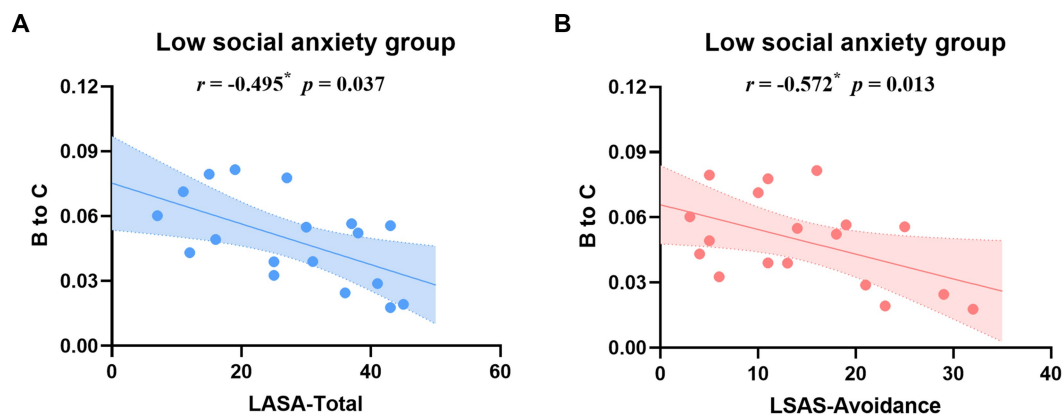 A
Low social anxiety group
r = -0.495* p = 0.037
B to C
0.12
0.09
0.06
0.03
0.00
0 20 40 60
LASA-Total
B
Low social anxiety group
r = -0.572* p = 0.013
B to C
0.12
0.09
0.06
0.03
0.00
0 10 20 30 40
LSAS-Avoidance